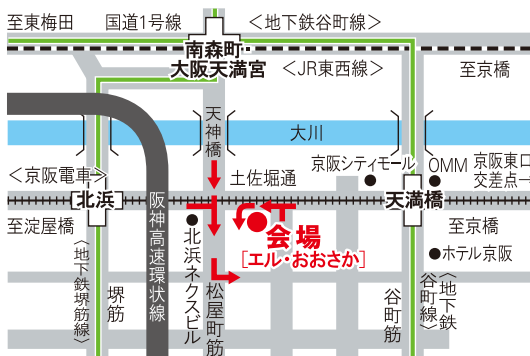 至東梅田
国道1号線
＜地下鉄谷町線＞
南森町・
大阪天満宮
＜JR東西線＞
至京橋
天神橋
大川
京阪シティモール
OMM
京阪東口
交差点→
＜京阪電車＞
土佐堀通
[北浜]
天満橋
至淀屋橋
至京橋
阪神高速環状線
会場
[エル・おおさか]
ホテル京阪
北浜ネクスビル
＜地下鉄堺筋線＞
堺筋
松屋町筋
谷町筋
＜地下鉄
谷町線＞